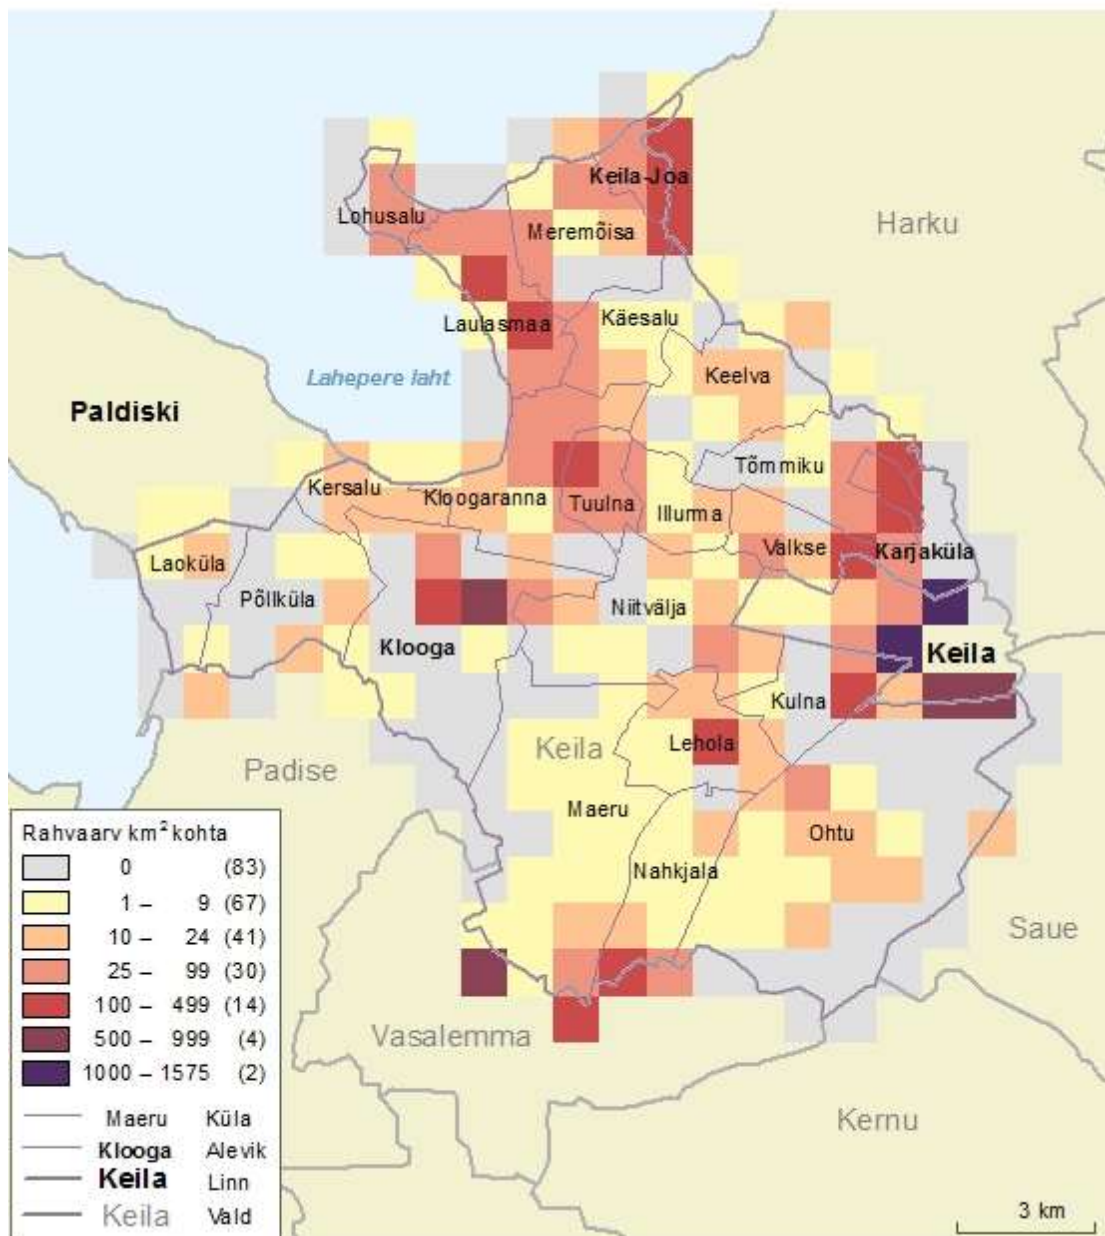 Keila-Joa
Lohusalu
Harku
Meremõisa
Laulasmaa
Käesalu
Lahepere laht
Keelva
Paldiski
Tõmmiku
Kersalu
Kloogaranna
Tuulna
Illurma
Laoküla
Valkse
Karjaküla
Põllküla
Niitvälja
Klooga
Keila
Kulna
Keila
Lehola
Padise
Maeru
Ohtu
Nahkjala
Saue
Vasalemma
Kernu
Rahvaarv km² kohta
0 (83)
1 – 9 (67)
10 – 24 (41)
25 – 99 (30)
100 – 499 (14)
500 – 999 (4)
1000 – 1575 (2)
Maeru Küla
Klooga Alevik
Keila Linn
Keila Vald
3 km